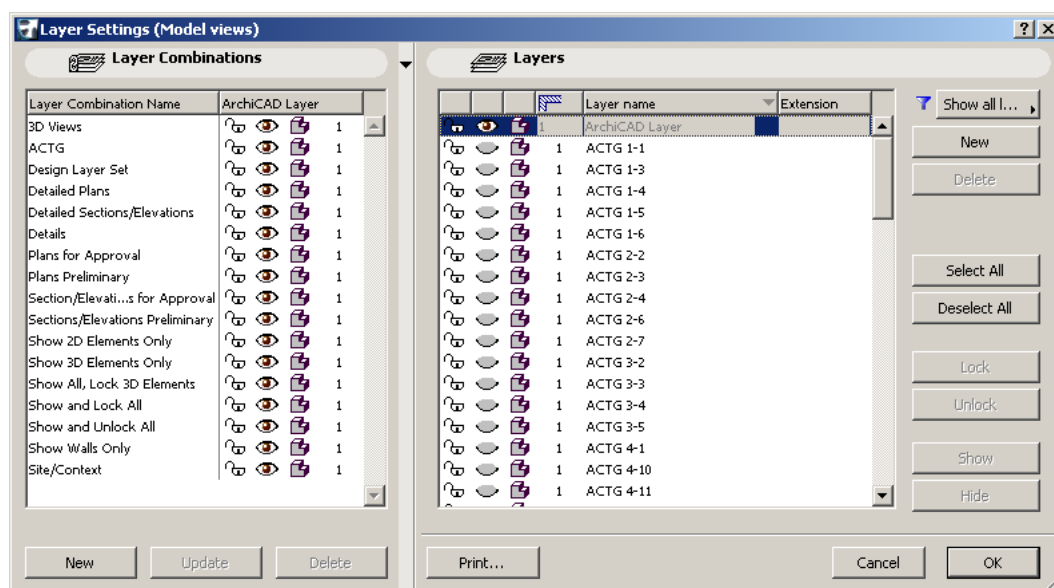 Layer Settings (Model views)
Layer Combinations
Layers
Layer Combination Name ArchiCAD Layer
3D Views 1
ACTG 1
Design Layer Set 1
Detailed Plans 1
Detailed Sections/Elevations 1
Details 1
Plans for Approval 1
Plans Preliminary 1
Section/Elevati...s for Approval 1
Sections/Elevations Preliminary 1
Show 2D Elements Only 1
Show 3D Elements Only 1
Show All, Lock 3D Elements 1
Show and Lock All 1
Show and Unlock All 1
Show Walls Only 1
Site/Context 1
New Update Delete
Layer name Extension
1 ArchiCAD Layer
1 ACTG 1-1
1 ACTG 1-3
1 ACTG 1-4
1 ACTG 1-5
1 ACTG 1-6
1 ACTG 2-2
1 ACTG 2-3
1 ACTG 2-4
1 ACTG 2-6
1 ACTG 2-7
1 ACTG 3-2
1 ACTG 3-3
1 ACTG 3-4
1 ACTG 3-5
1 ACTG 4-1
1 ACTG 4-10
1 ACTG 4-11
Show all l...
New
Delete
Select All
Deselect All
Lock
Unlock
Show
Hide
Print... Cancel OK